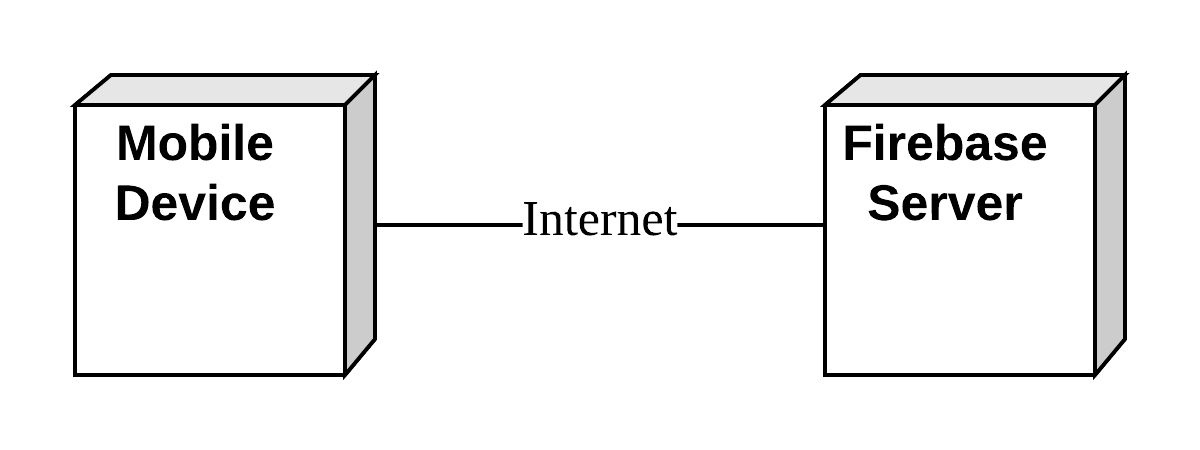 Mobile
Device
Internet
Firebase
Server